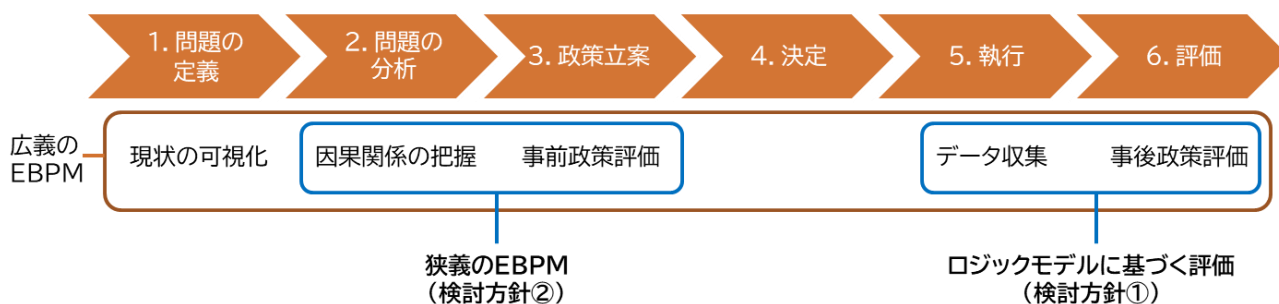 1. 問題の
定義
2. 問題の
分析
3. 政策立案
4. 決定
5. 執行
6. 評価
広義の
EBPM
現状の可視化
因果関係の把握
事前政策評価
データ収集
事後政策評価
狭義のEBPM
（検討方針②）
ロジックモデルに基づく評価
（検討方針①）